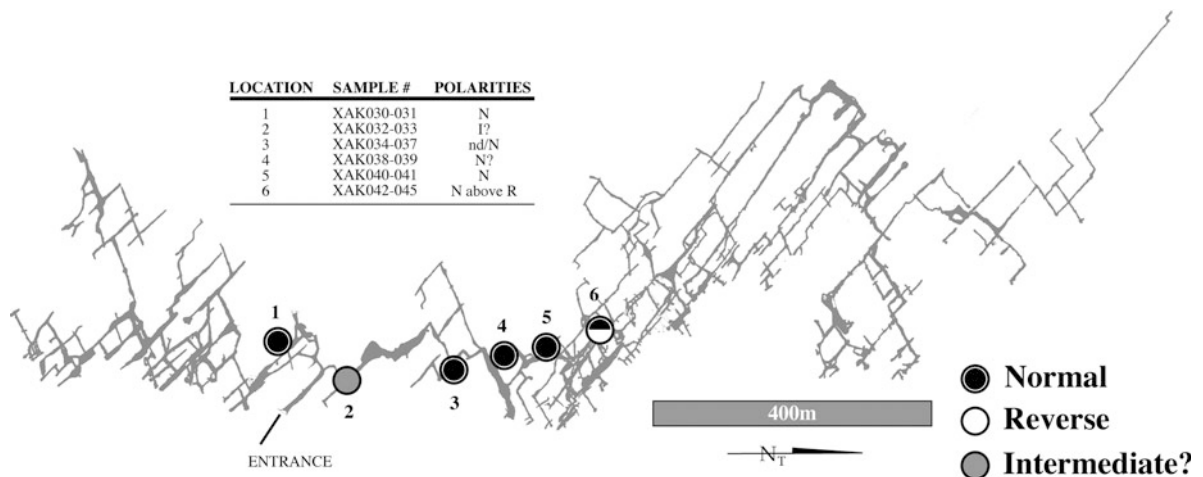 LOCATION SAMPLE # POLARITIES
1 XAK030-031 N
2 XAK032-033 I?
3 XAK034-037 nd/N
4 XAK038-039 N?
5 XAK040-041 N
6 XAK042-045 N above R
1
2
3
4
5
6
ENTRANCE
400m
NT
Normal
Reverse
Intermediate?